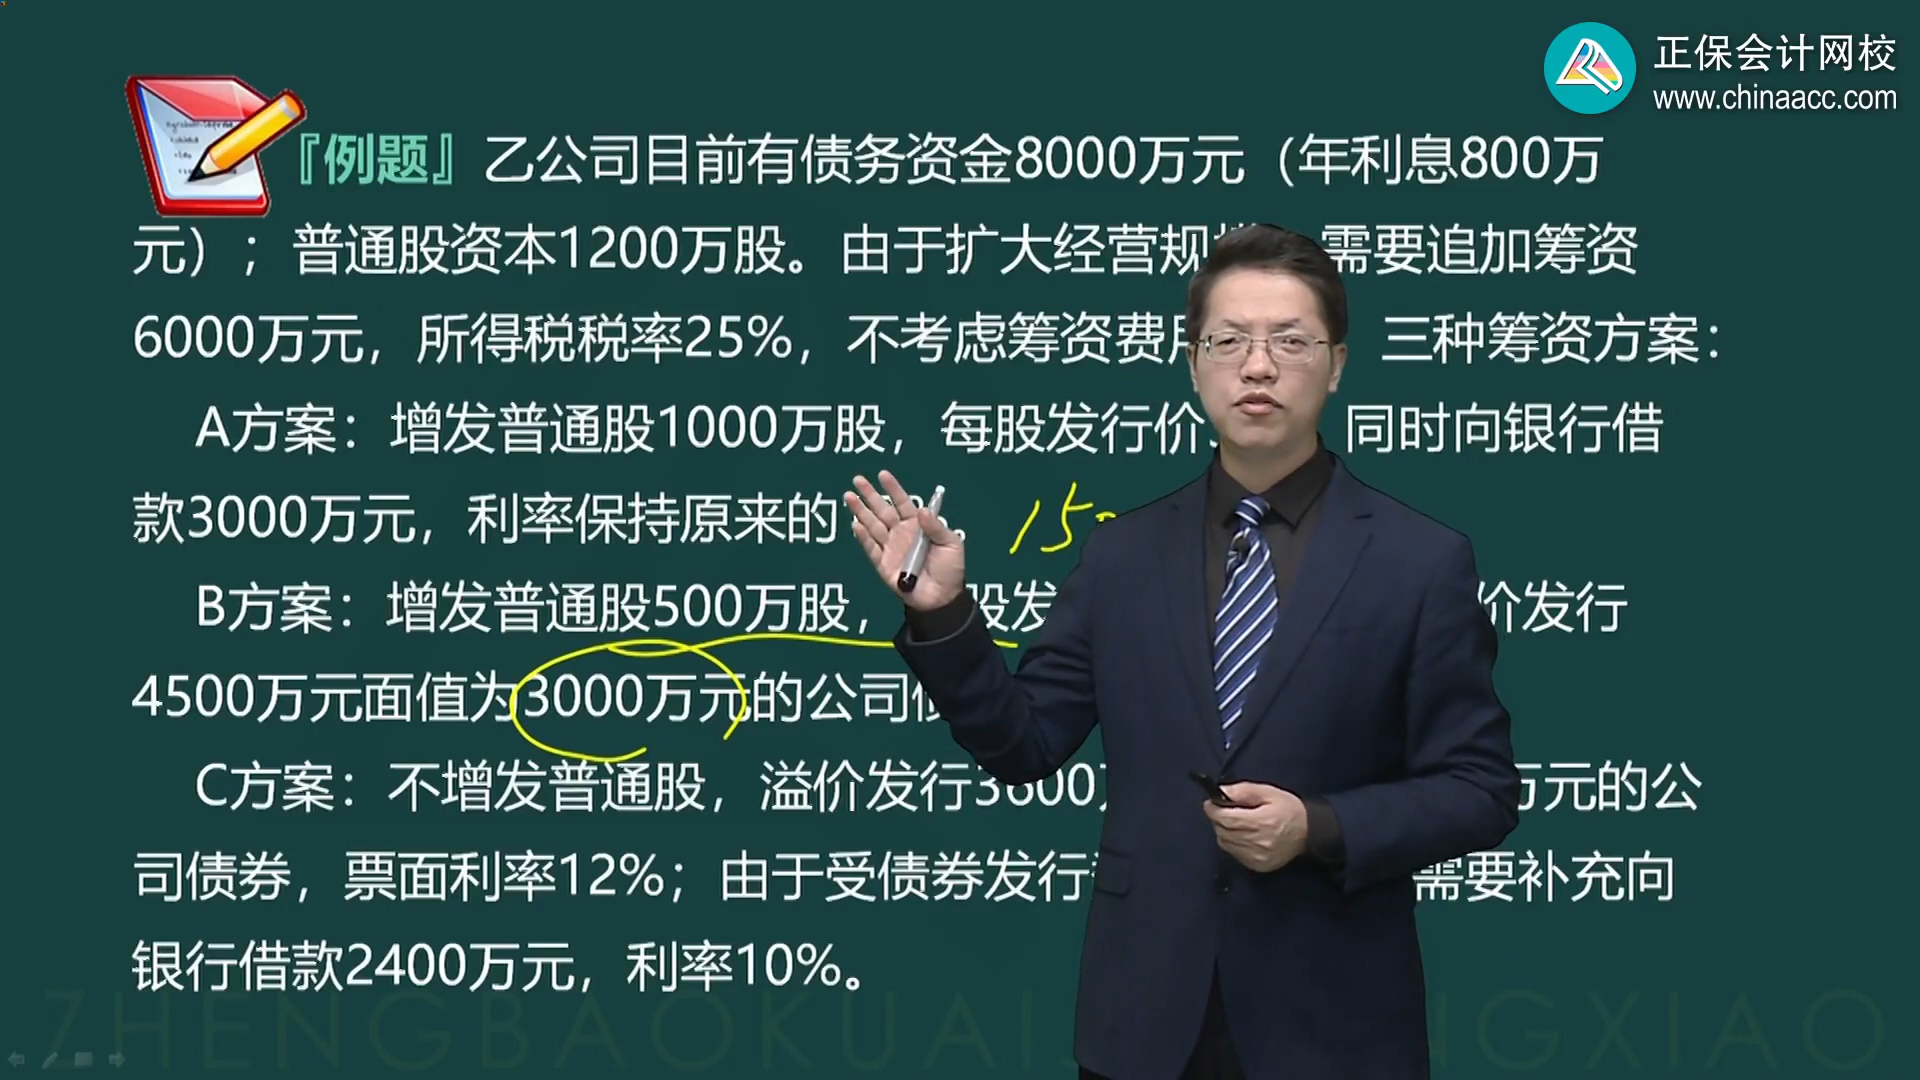 正保会计网校
www.chinaacc.com
『例题』乙公司目前有债务资金8000万元（年利息800万
元）；普通股资本1200万股。由于扩大经营规 需要追加筹资
6000万元，所得税税率25%，不考虑筹资费 三种筹资方案：
A方案：增发普通股1000万股，每股发行价 同时向银行借
款3000万元，利率保持原来的 %。 15
B方案：增发普通股500万股， 股发 价发行
4500万元面值为3000万元的公司
C方案：不增发普通股，溢价发行3600 万元的公
司债券，票面利率12%；由于受债券发行 需要补充向
银行借款2400万元，利率10%。